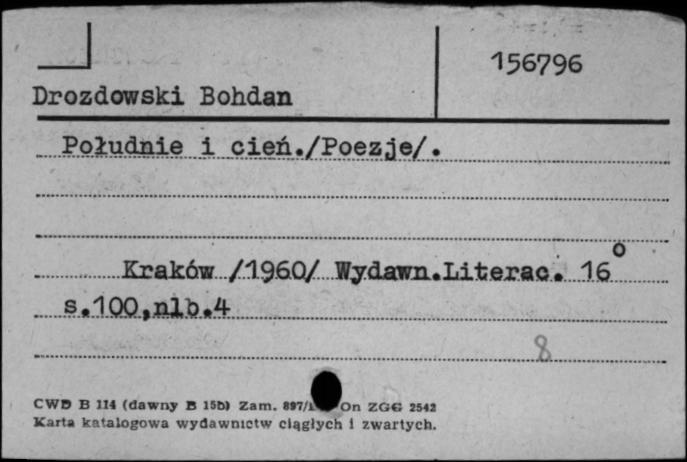 156796
Drozdowski Bohdan
Południe i cień./Poezje/.
Kraków /1960/ Wydawn.Literac. 16°
s.100,nlb.4
8
CWD B 114 (dawny B 15b) Zam. 897/ On ZGG 2542
Karta katalogowa wydawnictw ciągłych i zwartych.